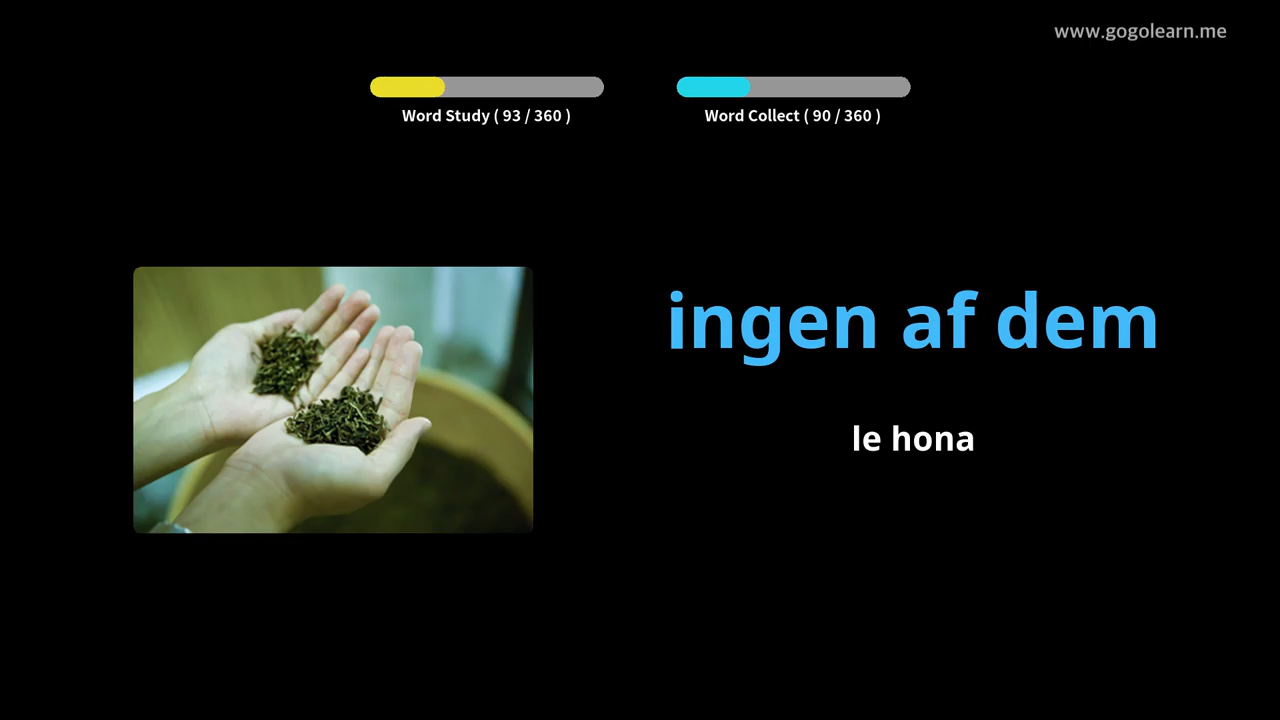 www.gogolearn.me
Word Study ( 93 / 360 )
Word Collect ( 90 / 360 )
ingen af dem
le hona